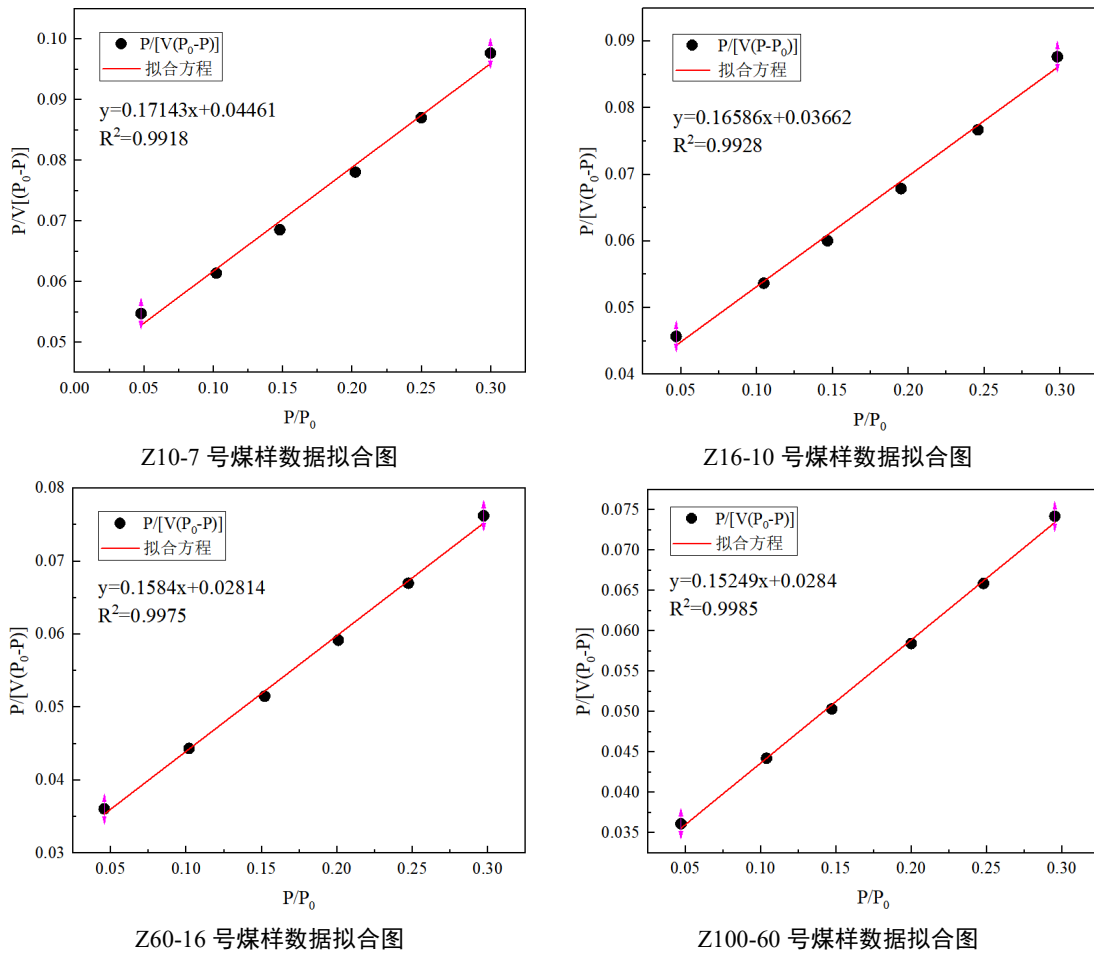 P/[V(P₀-P)]
拟合方程
y=0.17143x+0.04461
R²=0.9918
P/V[(P₀-P)]
0.10
0.09
0.08
0.07
0.06
0.05
0.00 0.05 0.10 0.15 0.20 0.25 0.30
P/P₀
Z10-7 号煤样数据拟合图
P/[V(P-P₀)]
拟合方程
y=0.16586x+0.03662
R²=0.9928
P/[V(P₀-P)]
0.09
0.08
0.07
0.06
0.05
0.04
0.05 0.10 0.15 0.20 0.25 0.30
P/P₀
Z16-10 号煤样数据拟合图
P/[V(P₀-P)]
拟合方程
y=0.1584x+0.02814
R²=0.9975
P/[V(P₀-P)]
0.08
0.07
0.06
0.05
0.04
0.03
0.05 0.10 0.15 0.20 0.25 0.30
P/P₀
Z60-16 号煤样数据拟合图
P/[V(P₀-P)]
拟合方程
y=0.15249x+0.0284
R²=0.9985
P/[V(P₀-P)]
0.075
0.070
0.065
0.060
0.055
0.050
0.045
0.040
0.035
0.05 0.10 0.15 0.20 0.25 0.30
P/P₀
Z100-60 号煤样数据拟合图